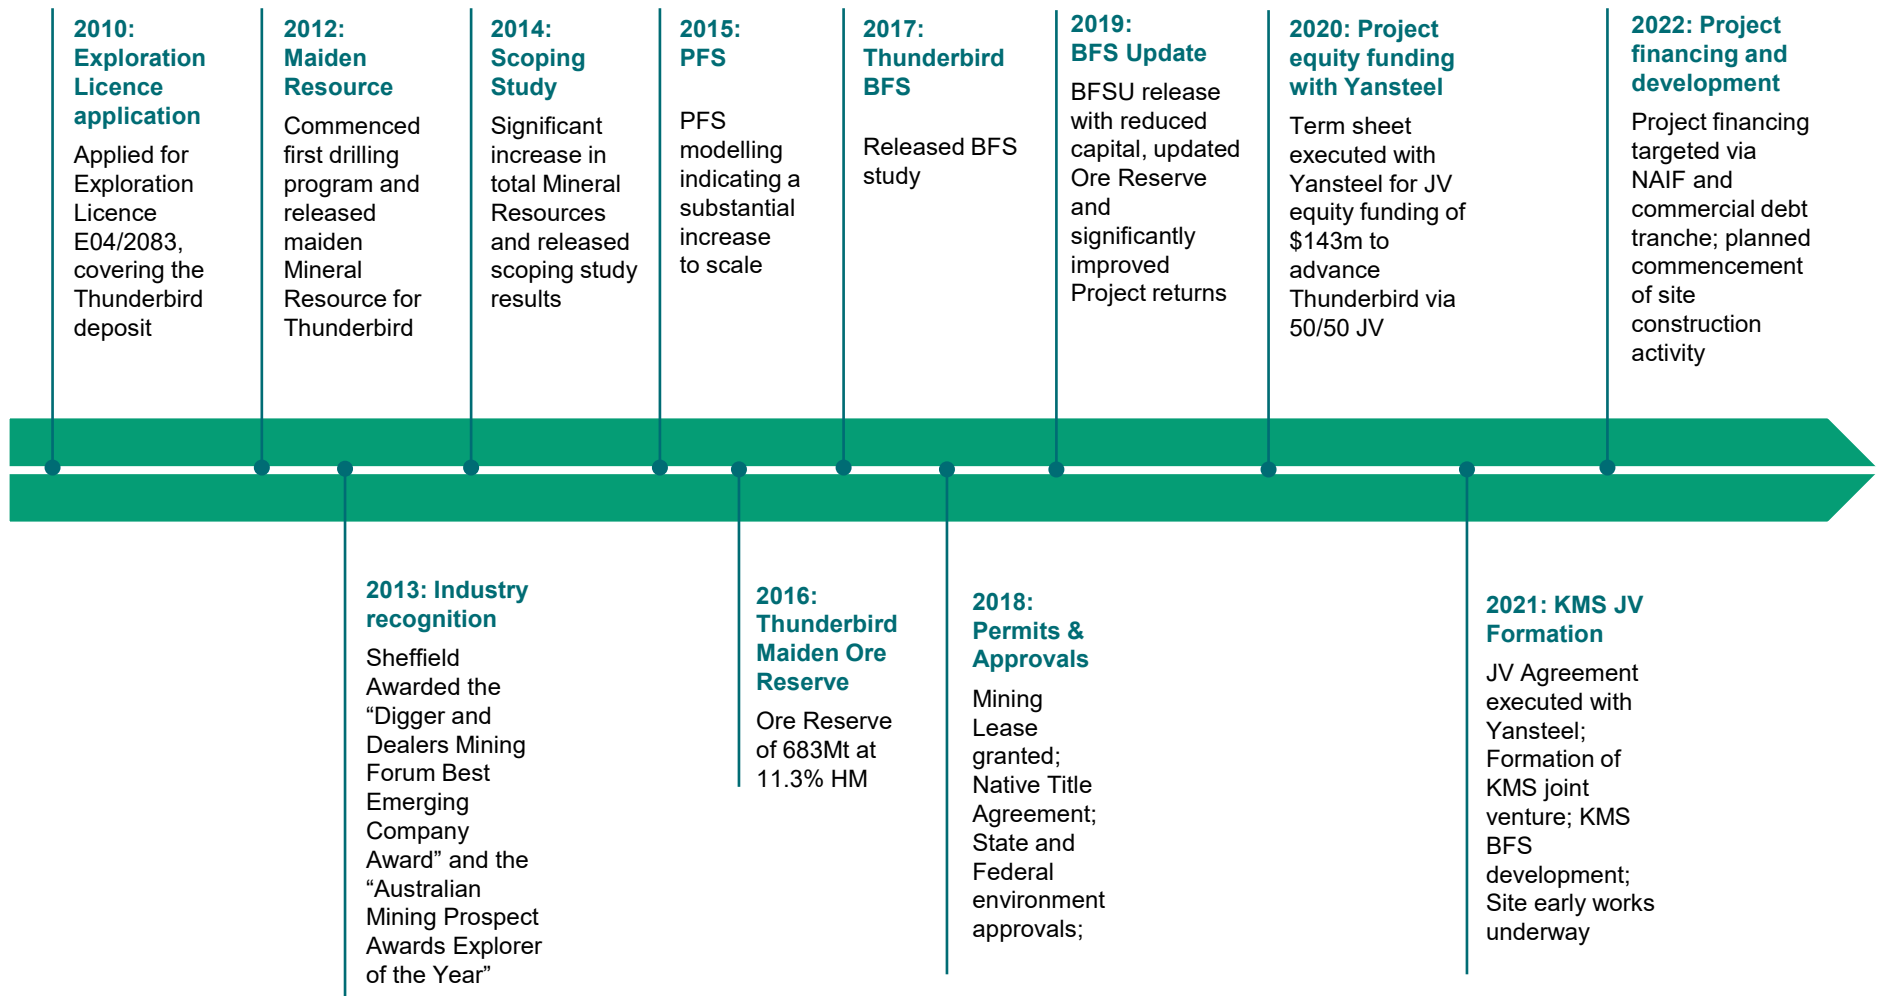 2010:
Exploration
Licence
application
Applied for
Exploration
Licence
E04/2083,
covering the
Thunderbird
deposit
2012:
Maiden
Resource
Commenced
first drilling
program and
released
maiden
Mineral
Resource for
Thunderbird
2014:
Scoping
Study
Significant
increase in
total Mineral
Resources
and released
scoping study
results
2015:
PFS
PFS
modelling
indicating a
substantial
increase
to scale
2017:
Thunderbird
BFS
Released BFS
study
2019:
BFS Update
BFSU release
with reduced
capital, updated
Ore Reserve
and
significantly
improved
Project returns
2020: Project
equity funding
with Yansteel
Term sheet
executed with
Yansteel for JV
equity funding of
$143m to
advance
Thunderbird via
50/50 JV
2022: Project
financing and
development
Project financing
targeted via
NAIF and
commercial debt
tranche; planned
commencement
of site
construction
activity
2013: Industry
recognition
Sheffield
Awarded the
“Digger and
Dealers Mining
Forum Best
Emerging
Company
Award” and the
“Australian
Mining Prospect
Awards Explorer
of the Year”
2016:
Thunderbird
Maiden Ore
Reserve
Ore Reserve
of 683Mt at
11.3% HM
2018:
Permits &
Approvals
Mining
Lease
granted;
Native Title
Agreement;
State and
Federal
environment
approvals;
2021: KMS JV
Formation
JV Agreement
executed with
Yansteel;
Formation of
KMS joint
venture; KMS
BFS
development;
Site early works
underway